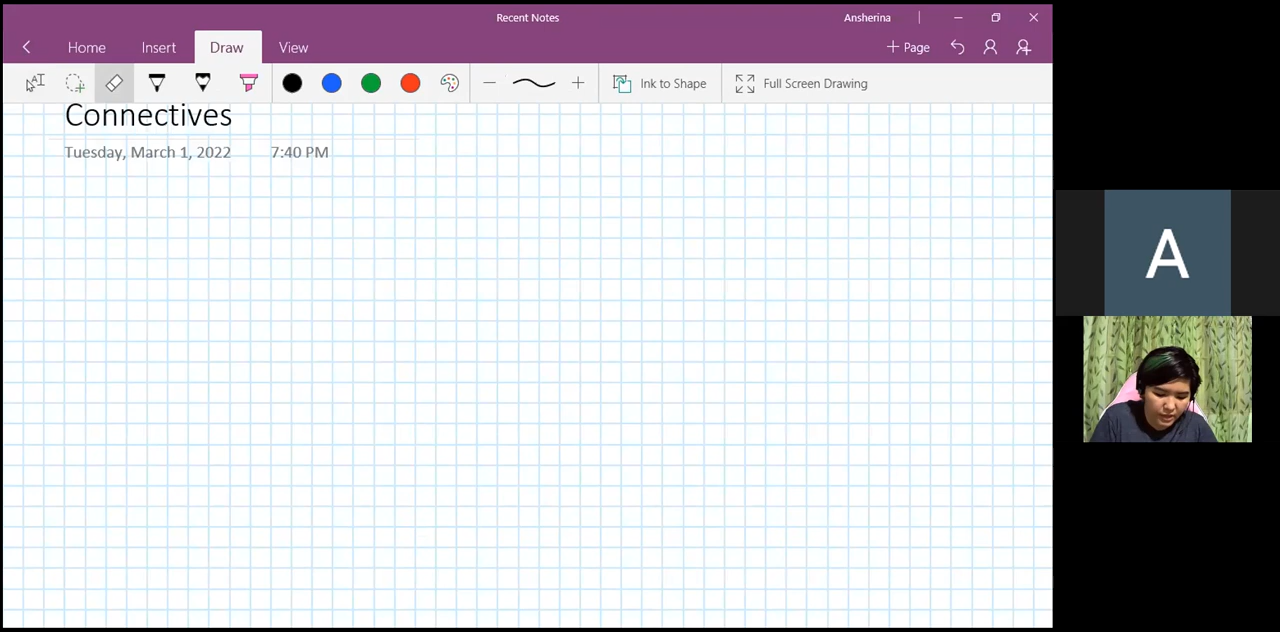 Recent Notes
Ansherina
Home Insert Draw View
Page
Ink to Shape
Full Screen Drawing
Connectives
Tuesday, March 1, 2022 7:40 PM
A